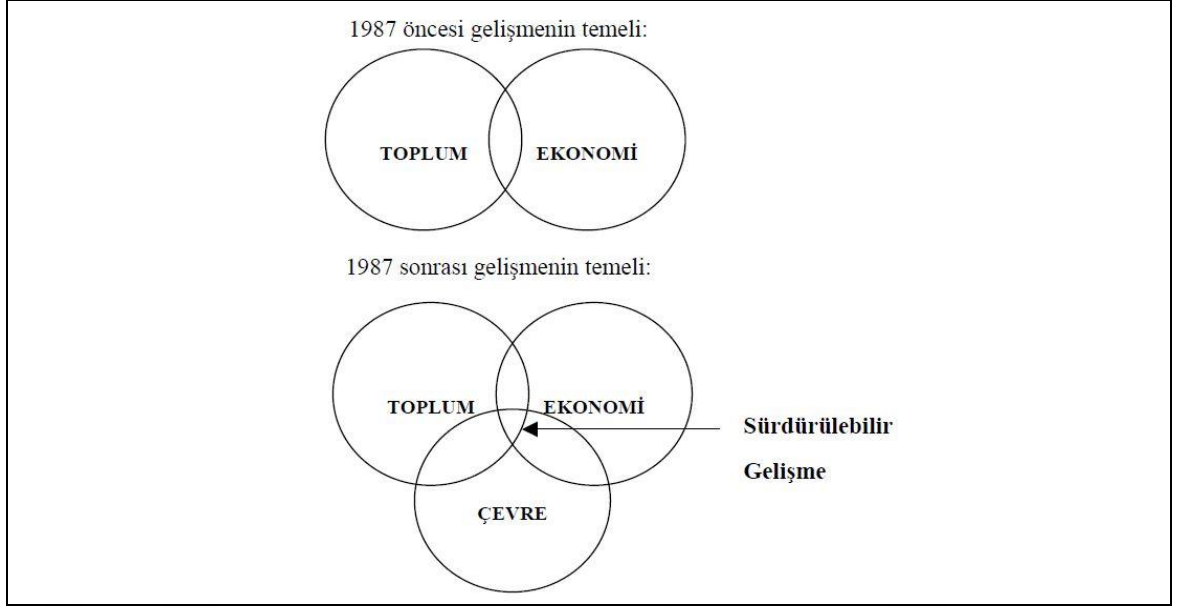 1987 öncesi gelişmenin temeli:
TOPLUM EKONOMİ
1987 sonrası gelişmenin temeli:
TOPLUM EKONOMİ
Sürdürülebilir
Gelişme
ÇEVRE